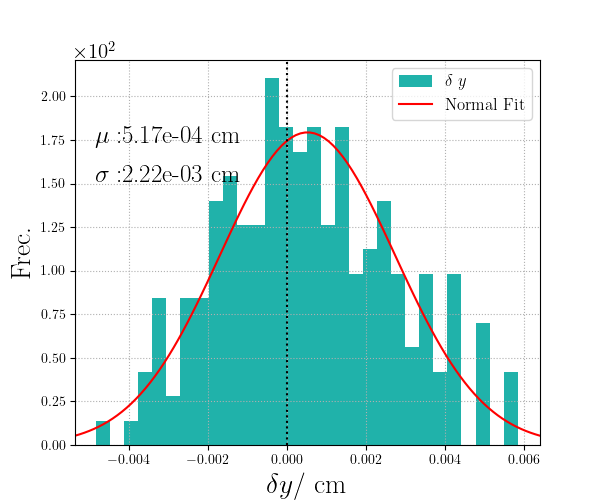 ×10²
2.00
1.75
1.50
1.25
1.00
0.75
0.50
0.25
0.00
Frec.
μ :5.17e-04 cm
σ :2.22e-03 cm
δ y
Normal Fit
−0.004 −0.002 0.000 0.002 0.004 0.006
δy/ cm